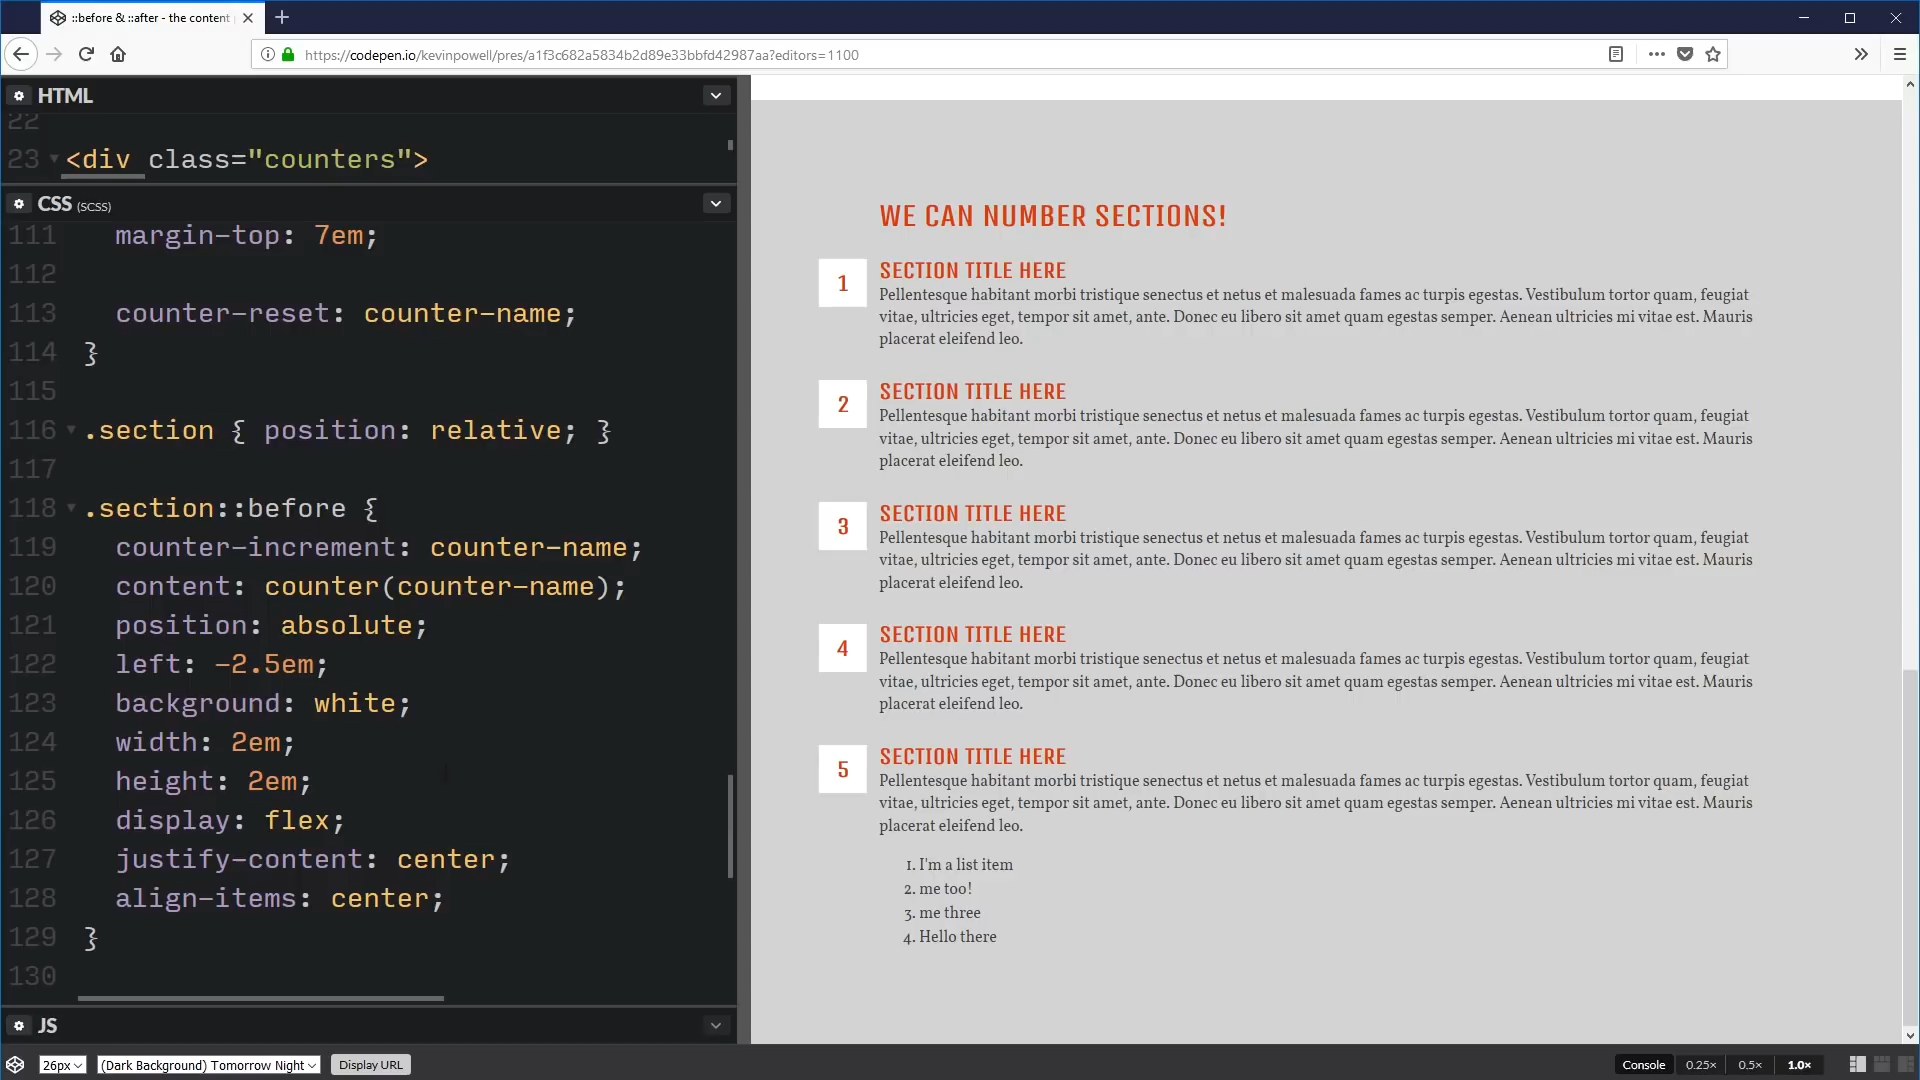 ::before & ::after - the content
https://codepen.io/kevinpowell/pres/a1f3c682a5834b2d89e33bbfd42987aa?editors=1100
HTML
22
23 <div class="counters">
CSS (SCSS)
111 margin-top: 7em;
112
113 counter-reset: counter-name;
114 }
115
116 .section { position: relative; }
117
118 .section::before {
119 counter-increment: counter-name;
120 content: counter(counter-name);
121 position: absolute;
122 left: -2.5em;
123 background: white;
124 width: 2em;
125 height: 2em;
126 display: flex;
127 justify-content: center;
128 align-items: center;
129 }
130
JS
WE CAN NUMBER SECTIONS!
1
SECTION TITLE HERE
Pellentesque habitant morbi tristique senectus et netus et malesuada fames ac turpis egestas. Vestibulum tortor quam, feugiat
vitae, ultricies eget, tempor sit amet, ante. Donec eu libero sit amet quam egestas semper. Aenean ultricies mi vitae est. Mauris
placerat eleifend leo.
2
SECTION TITLE HERE
Pellentesque habitant morbi tristique senectus et netus et malesuada fames ac turpis egestas. Vestibulum tortor quam, feugiat
vitae, ultricies eget, tempor sit amet, ante. Donec eu libero sit amet quam egestas semper. Aenean ultricies mi vitae est. Mauris
placerat eleifend leo.
3
SECTION TITLE HERE
Pellentesque habitant morbi tristique senectus et netus et malesuada fames ac turpis egestas. Vestibulum tortor quam, feugiat
vitae, ultricies eget, tempor sit amet, ante. Donec eu libero sit amet quam egestas semper. Aenean ultricies mi vitae est. Mauris
placerat eleifend leo.
4
SECTION TITLE HERE
Pellentesque habitant morbi tristique senectus et netus et malesuada fames ac turpis egestas. Vestibulum tortor quam, feugiat
vitae, ultricies eget, tempor sit amet, ante. Donec eu libero sit amet quam egestas semper. Aenean ultricies mi vitae est. Mauris
placerat eleifend leo.
5
SECTION TITLE HERE
Pellentesque habitant morbi tristique senectus et netus et malesuada fames ac turpis egestas. Vestibulum tortor quam, feugiat
vitae, ultricies eget, tempor sit amet, ante. Donec eu libero sit amet quam egestas semper. Aenean ultricies mi vitae est. Mauris
placerat eleifend leo.
1. I'm a list item
2. me too!
3. me three
4. Hello there
26px (Dark Background) Tomorrow Night Display URL
Console 0.25× 0.5× 1.0×